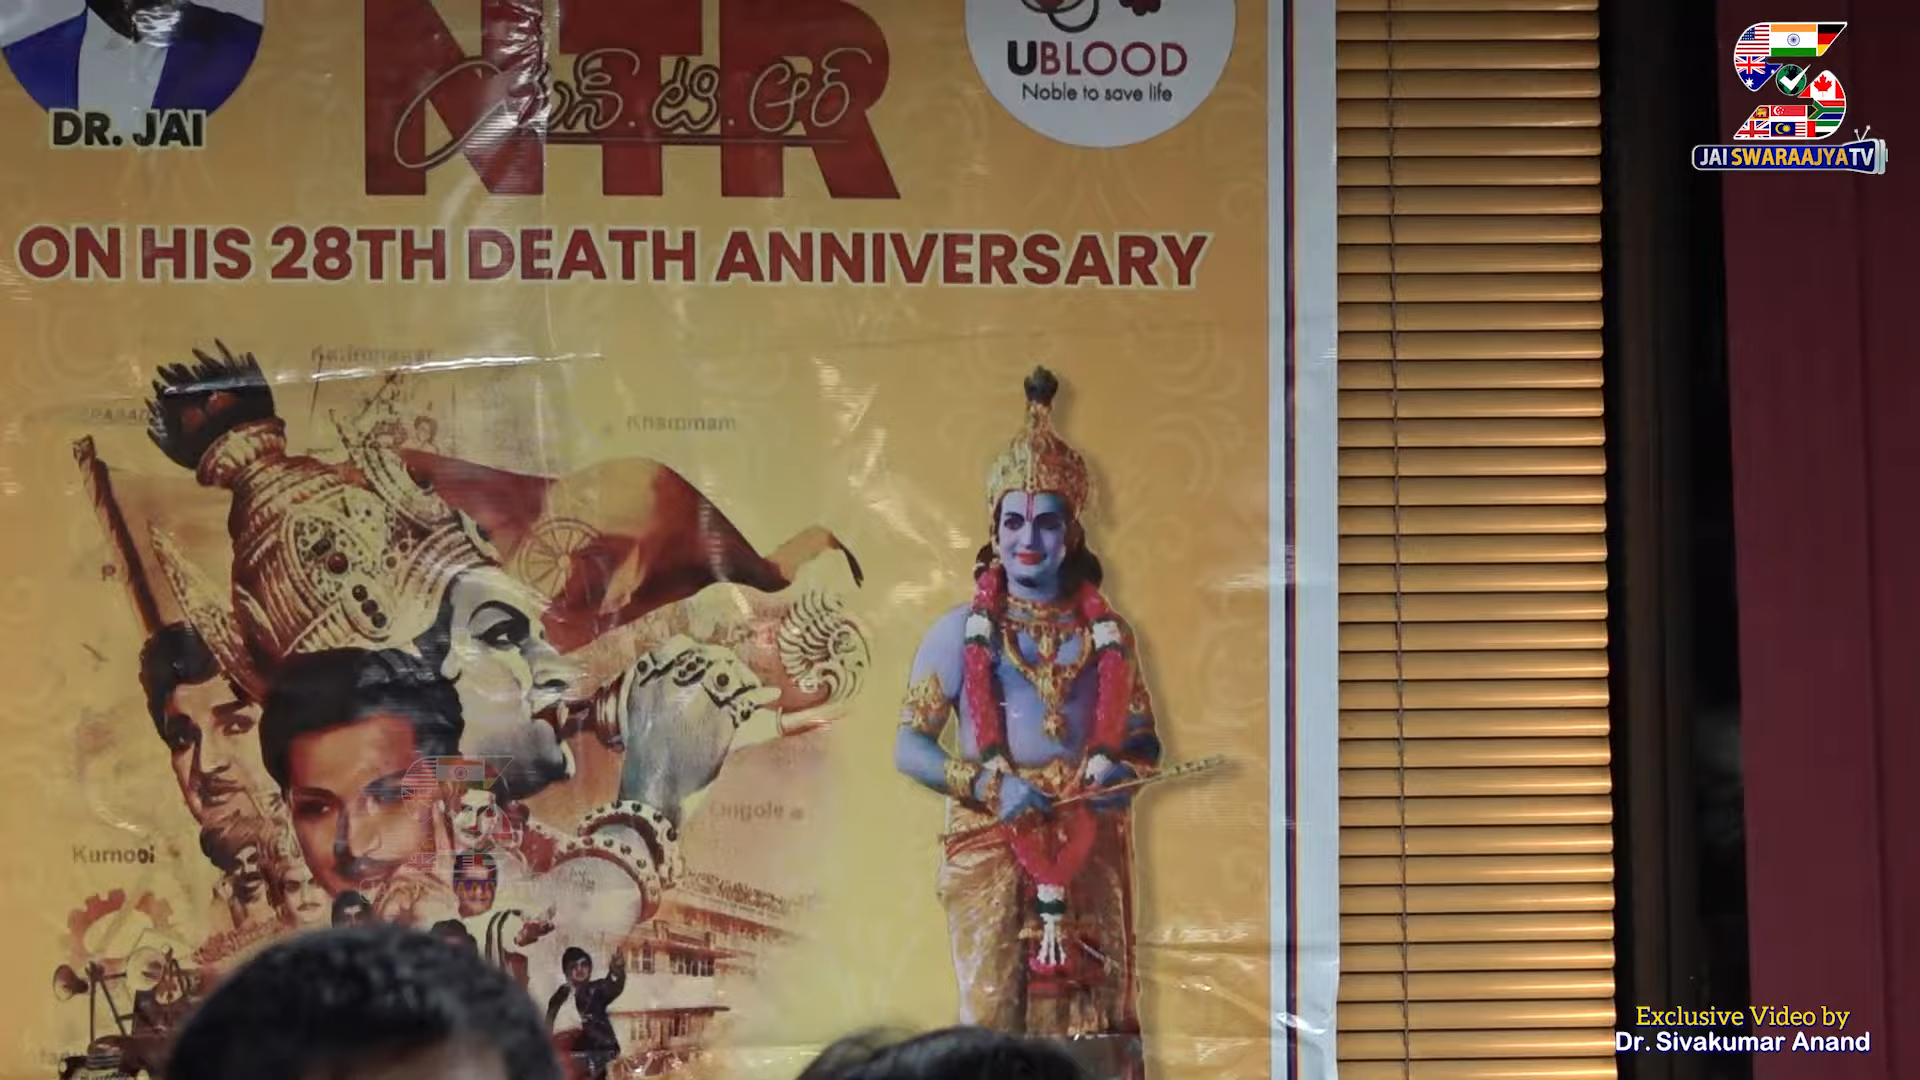 DR. JAI
NTR
ఎన్.టి.ఆర్
UBLOOD
Noble to save life
ON HIS 28TH DEATH ANNIVERSARY
Khammam
Ongole
Kurnool
JAI SWARAAJYA TV
Exclusive Video by
Dr. Sivakumar Anand